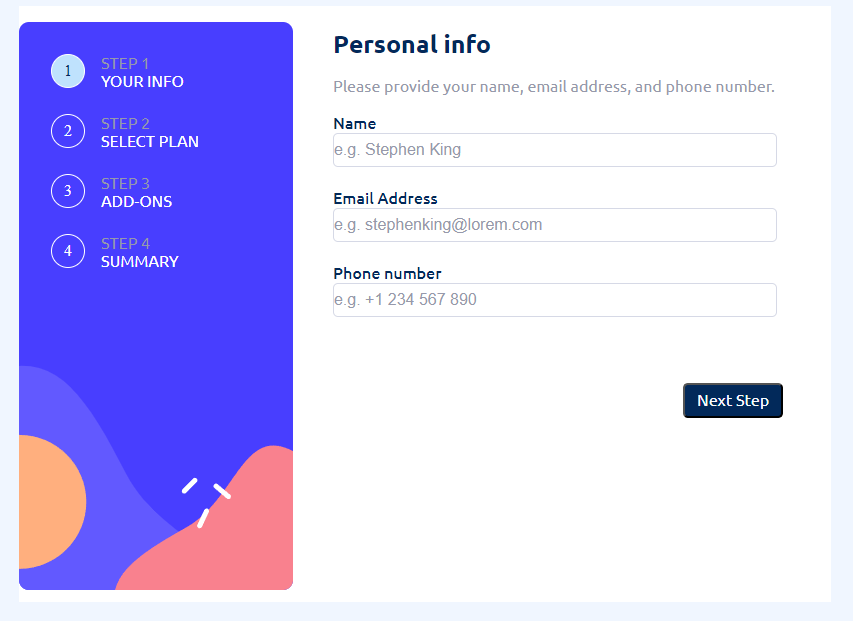 1
STEP 1
YOUR INFO
2
STEP 2
SELECT PLAN
3
STEP 3
ADD-ONS
4
STEP 4
SUMMARY
Personal info
Please provide your name, email address, and phone number.
Name
e.g. Stephen King
Email Address
e.g. stephenking@lorem.com
Phone number
e.g. +1 234 567 890
Next Step